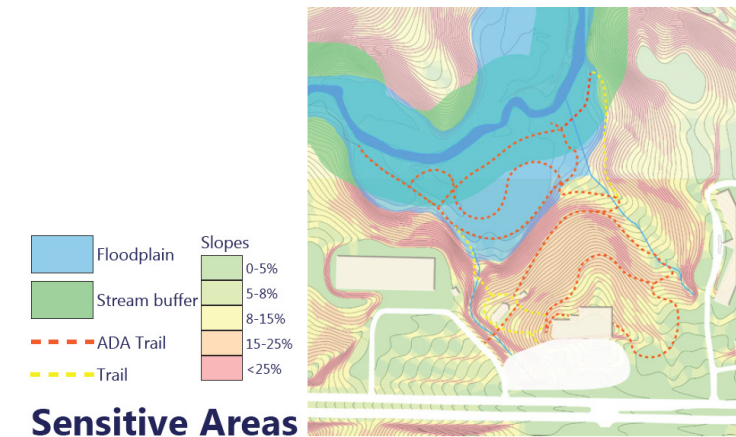 Floodplain
Stream buffer
ADA Trail
Trail
Slopes
0-5%
5-8%
8-15%
15-25%
<25%
Sensitive Areas